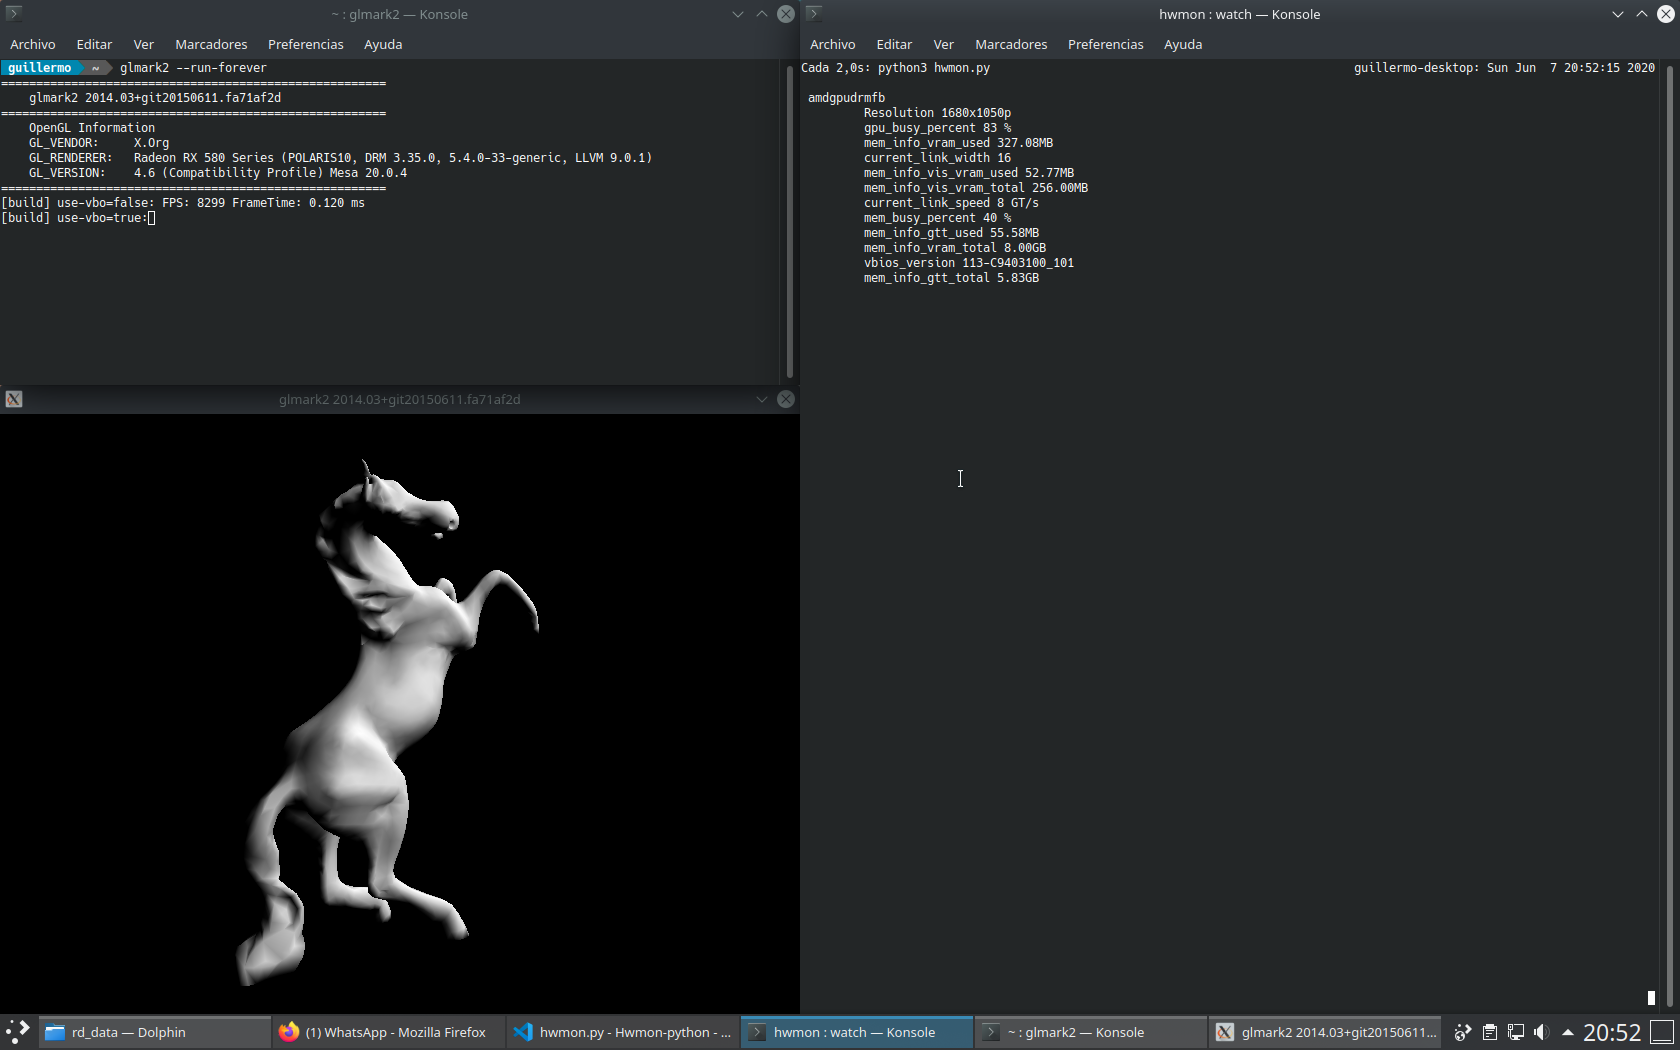 ~ : glmark2 — Konsole
Archivo Editar Ver Marcadores Preferencias Ayuda
guillermo ~ glmark2 --run-forever
=======================================================
glmark2 2014.03+git20150611.fa71af2d
=======================================================
OpenGL Information
GL_VENDOR: X.Org
GL_RENDERER: Radeon RX 580 Series (POLARIS10, DRM 3.35.0, 5.4.0-33-generic, LLVM 9.0.1)
GL_VERSION: 4.6 (Compatibility Profile) Mesa 20.0.4
=======================================================
[build] use-vbo=false: FPS: 8299 FrameTime: 0.120 ms
[build] use-vbo=true:
glmark2 2014.03+git20150611.fa71af2d
hwmon : watch — Konsole
Archivo Editar Ver Marcadores Preferencias Ayuda
Cada 2,0s: python3 hwmon.py guillermo-desktop: Sun Jun 7 20:52:15 2020
amdgpudrmfb
Resolution 1680x1050p
gpu_busy_percent 83 %
mem_info_vram_used 327.08MB
current_link_width 16
mem_info_vis_vram_used 52.77MB
mem_info_vis_vram_total 256.00MB
current_link_speed 8 GT/s
mem_busy_percent 40 %
mem_info_gtt_used 55.58MB
mem_info_vram_total 8.00GB
vbios_version 113-C9403100_101
mem_info_gtt_total 5.83GB
rd_data — Dolphin
(1) WhatsApp - Mozilla Firefox
hwmon.py - Hwmon-python - ...
hwmon : watch — Konsole
~ : glmark2 — Konsole
glmark2 2014.03+git20150611...
20:52